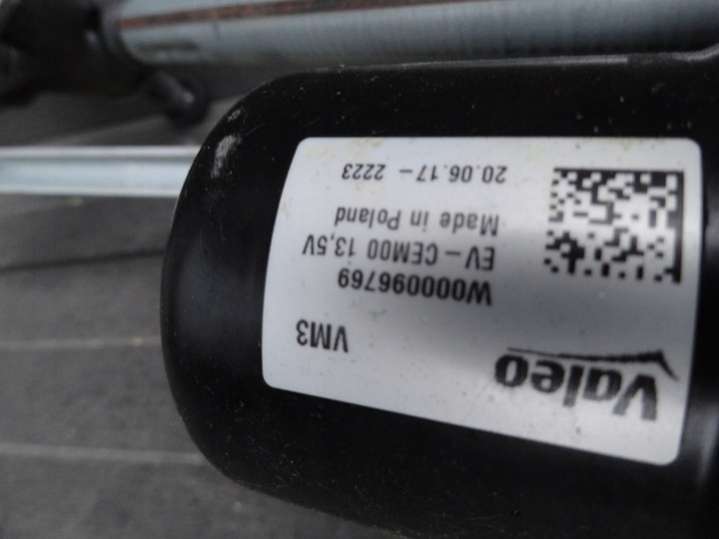 Valeo
VM3
W000096769
EV-CEM00 13,5V
Made in Poland
20.06.17-2223